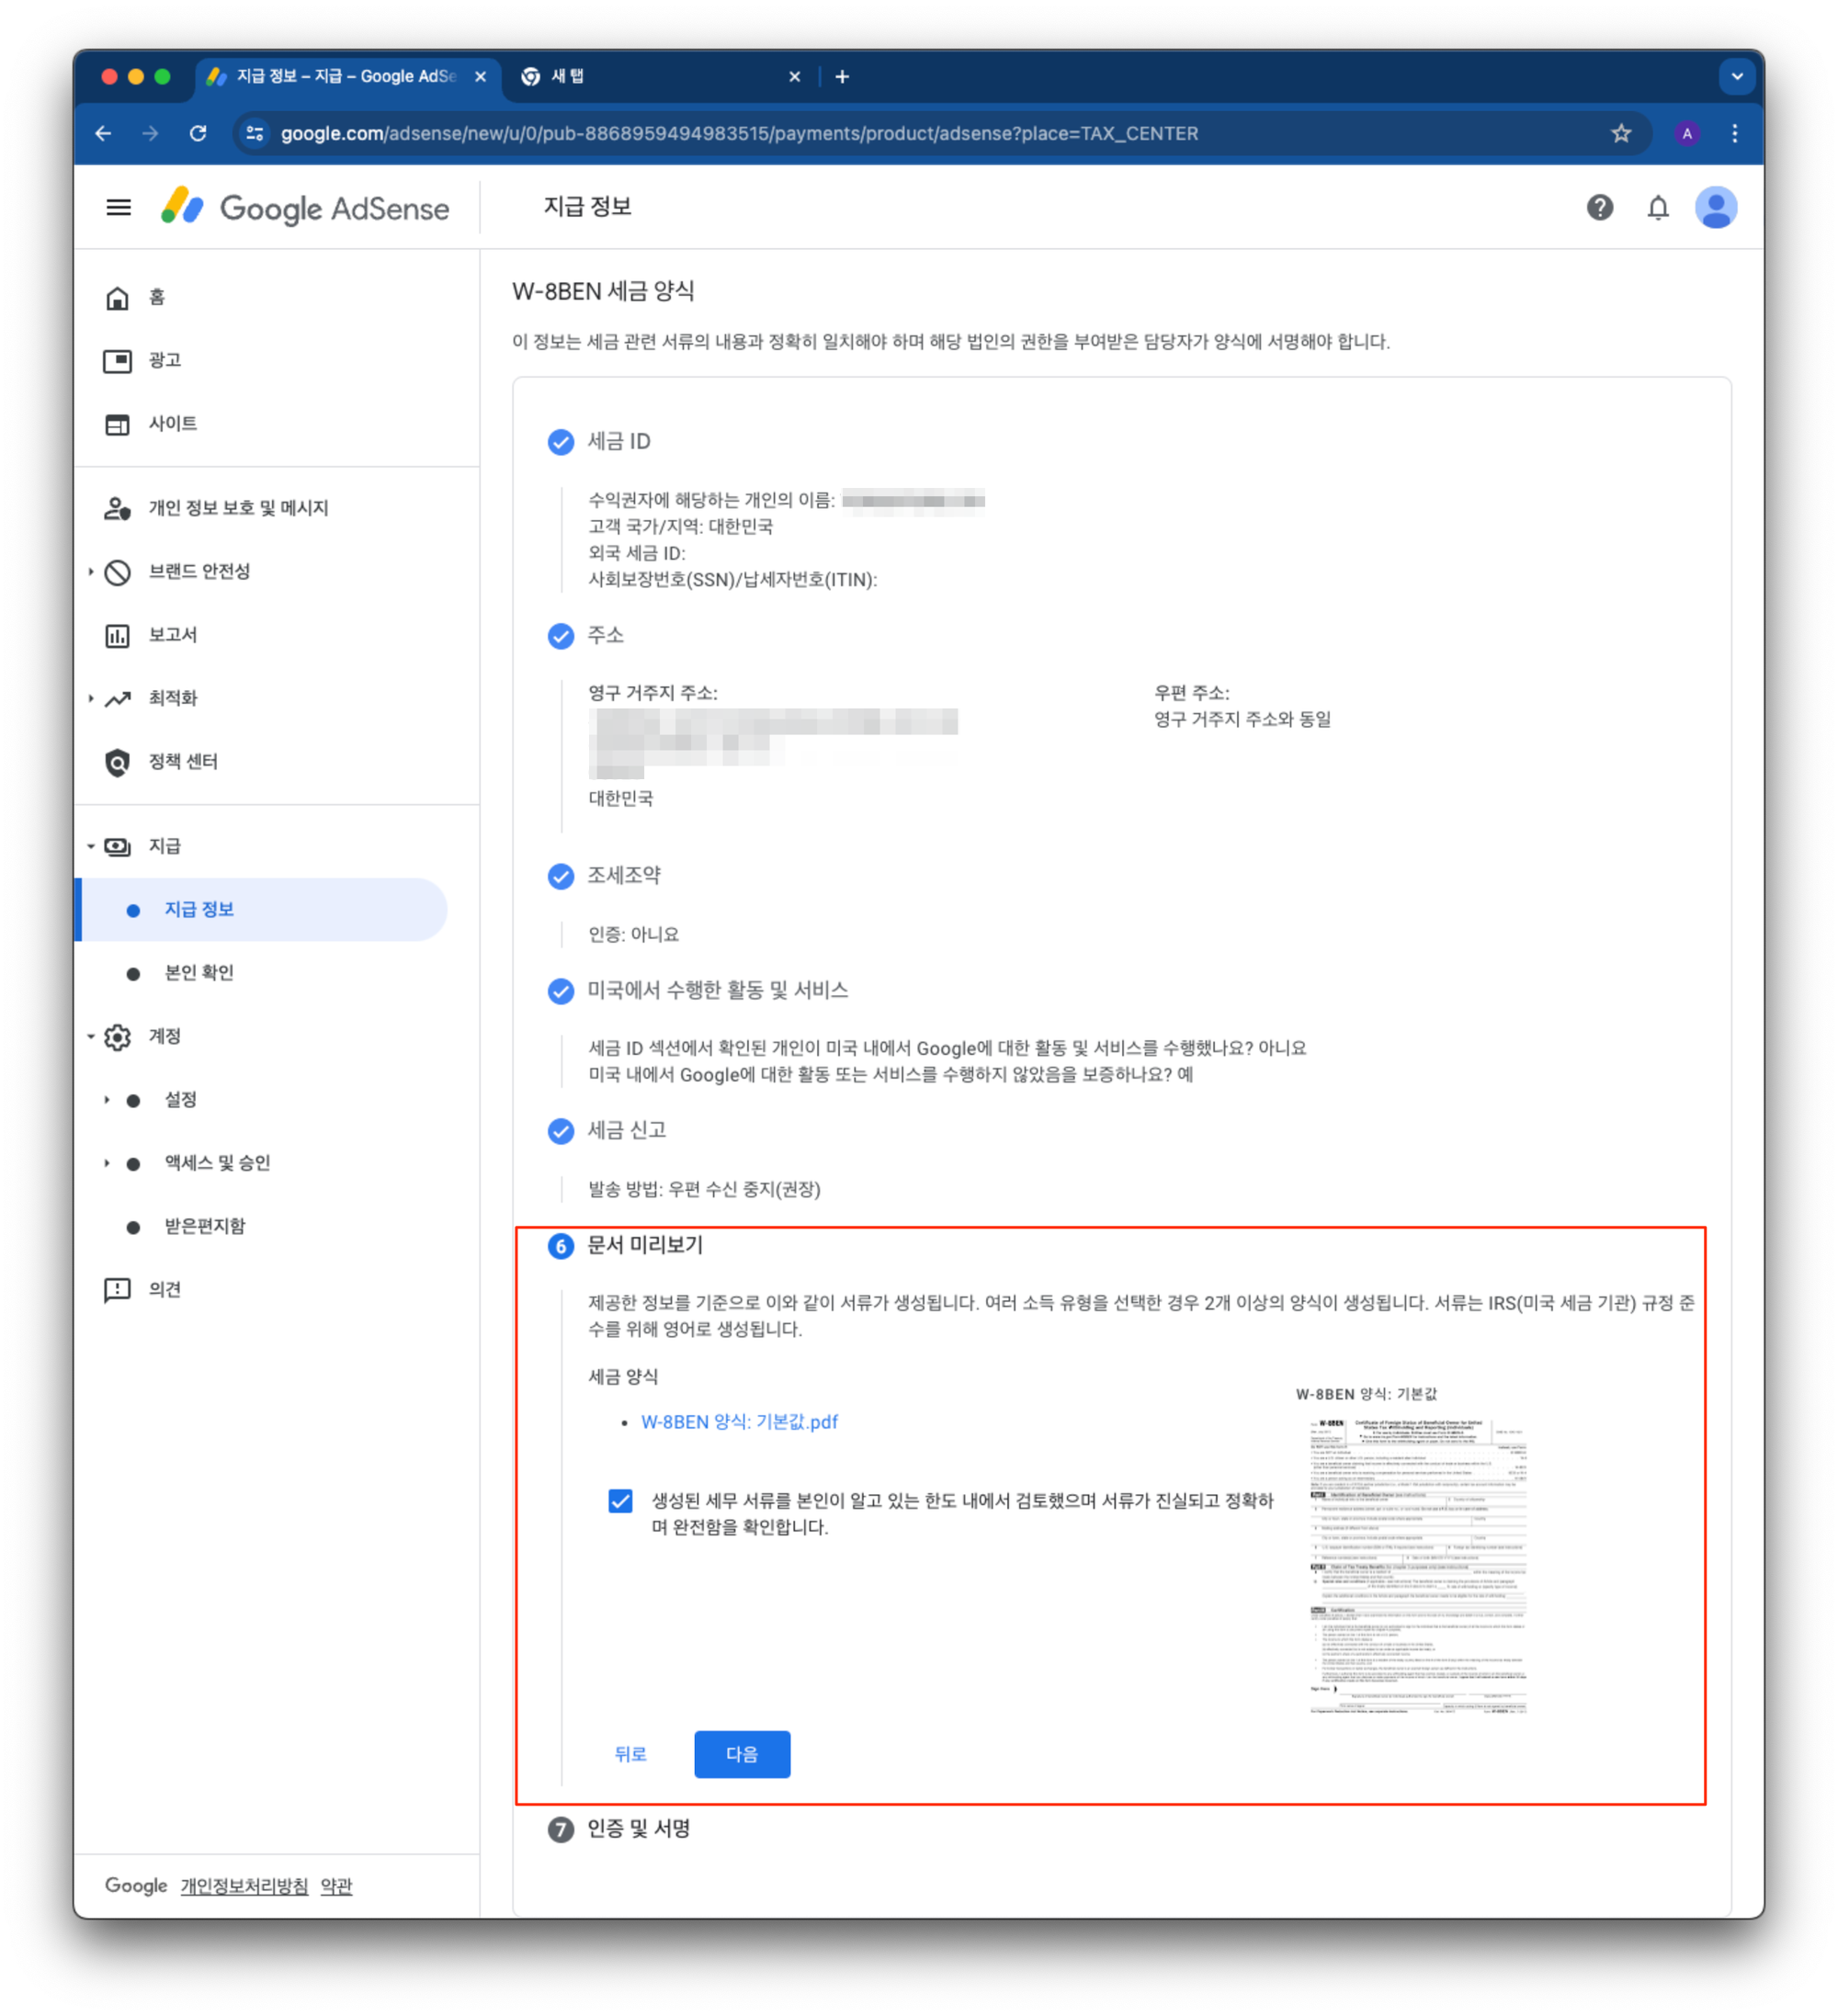 지급 정보 – 지급 – Google AdSe
새 탭
google.com/adsense/new/u/0/pub-8868959494983515/payments/product/adsense?place=TAX_CENTER
A
Google AdSense
지급 정보
홈
광고
사이트
개인 정보 보호 및 메시지
브랜드 안전성
보고서
최적화
정책 센터
지급
지급 정보
본인 확인
계정
설정
액세스 및 승인
받은편지함
의견
Google 개인정보처리방침 약관
W-8BEN 세금 양식
이 정보는 세금 관련 서류의 내용과 정확히 일치해야 하며 해당 법인의 권한을 부여받은 담당자가 양식에 서명해야 합니다.
세금 ID
수익권자에 해당하는 개인의 이름:
고객 국가/지역: 대한민국
외국 세금 ID:
사회보장번호(SSN)/납세자번호(ITIN):
주소
영구 거주지 주소:
대한민국
우편 주소:
영구 거주지 주소와 동일
조세조약
인증: 아니요
미국에서 수행한 활동 및 서비스
세금 ID 섹션에서 확인된 개인이 미국 내에서 Google에 대한 활동 및 서비스를 수행했나요? 아니요
미국 내에서 Google에 대한 활동 또는 서비스를 수행하지 않았음을 보증하나요? 예
세금 신고
발송 방법: 우편 수신 중지(권장)
6 문서 미리보기
제공한 정보를 기준으로 이와 같이 서류가 생성됩니다. 여러 소득 유형을 선택한 경우 2개 이상의 양식이 생성됩니다. 서류는 IRS(미국 세금 기관) 규정 준
수를 위해 영어로 생성됩니다.
세금 양식
• W-8BEN 양식: 기본값.pdf
생성된 세무 서류를 본인이 알고 있는 한도 내에서 검토했으며 서류가 진실되고 정확하
며 완전함을 확인합니다.
W-8BEN 양식: 기본값
W-8BEN
뒤로
다음
7 인증 및 서명